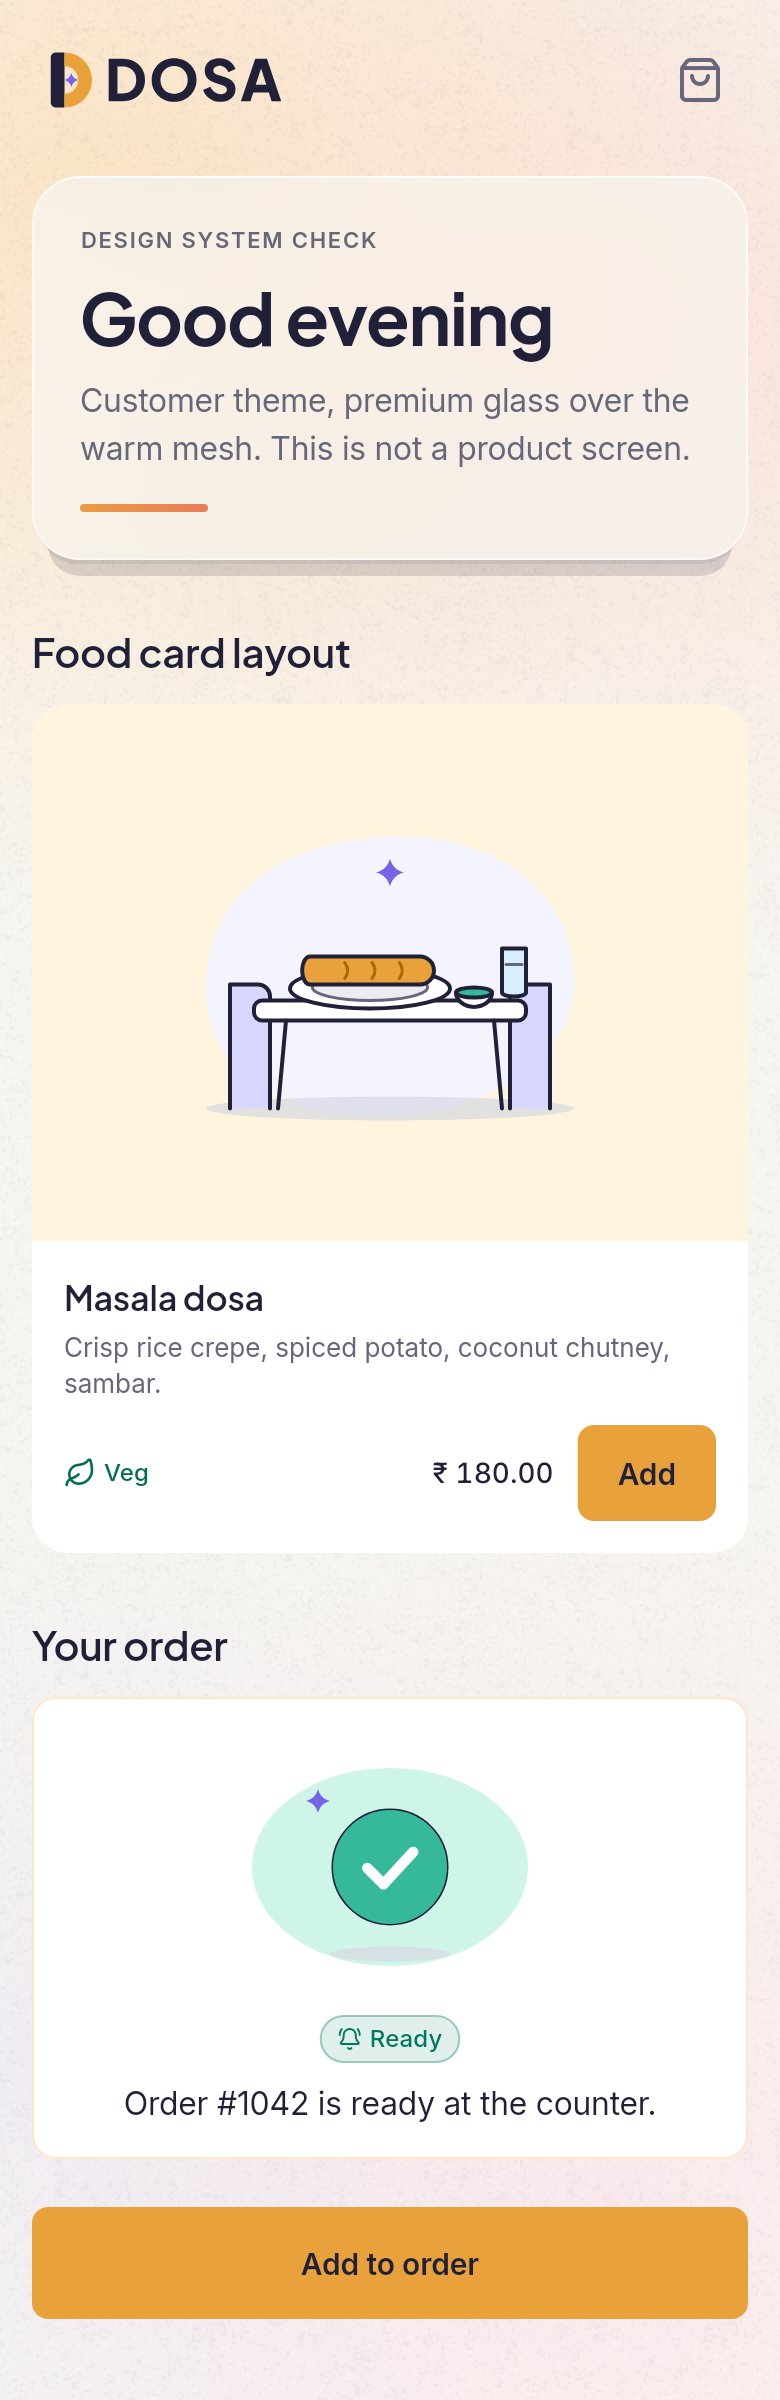 DOSA
DESIGN SYSTEM CHECK
Good evening
Customer theme, premium glass over the
warm mesh. This is not a product screen.
Food card layout
Masala dosa
Crisp rice crepe, spiced potato, coconut chutney,
sambar.
Veg
₹ 180.00
Add
Your order
Ready
Order #1042 is ready at the counter.
Add to order